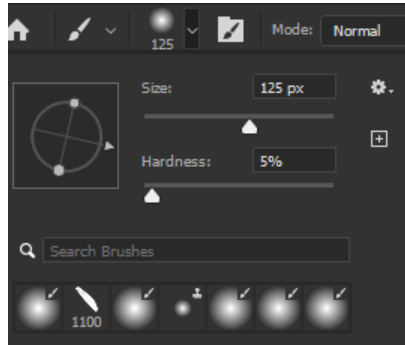 125
Mode: Normal
Size: 125 px
Hardness: 5%
Search Brushes
1100